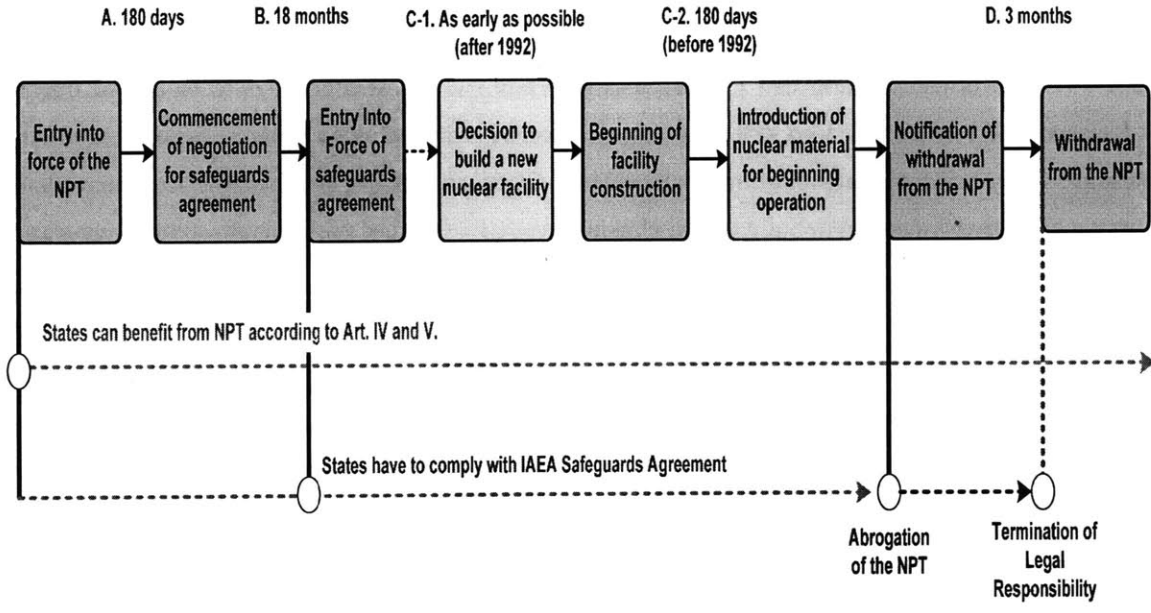 A. 180 days
B. 18 months
C-1. As early as possible
(after 1992)
C-2. 180 days
(before 1992)
D. 3 months
Entry into
force of the
NPT
Commencement
of negotiation
for safeguards
agreement
Entry Into
Force of
safeguards
agreement
Decision to
build a new
nuclear facility
Beginning of
facility
construction
Introduction of
nuclear material
for beginning
operation
Notification of
withdrawal
from the NPT
Withdrawal
from the NPT
States can benefit from NPT according to Art. IV and V.
States have to comply with IAEA Safeguards Agreement
Abrogation
of the NPT
Termination of
Legal
Responsibility